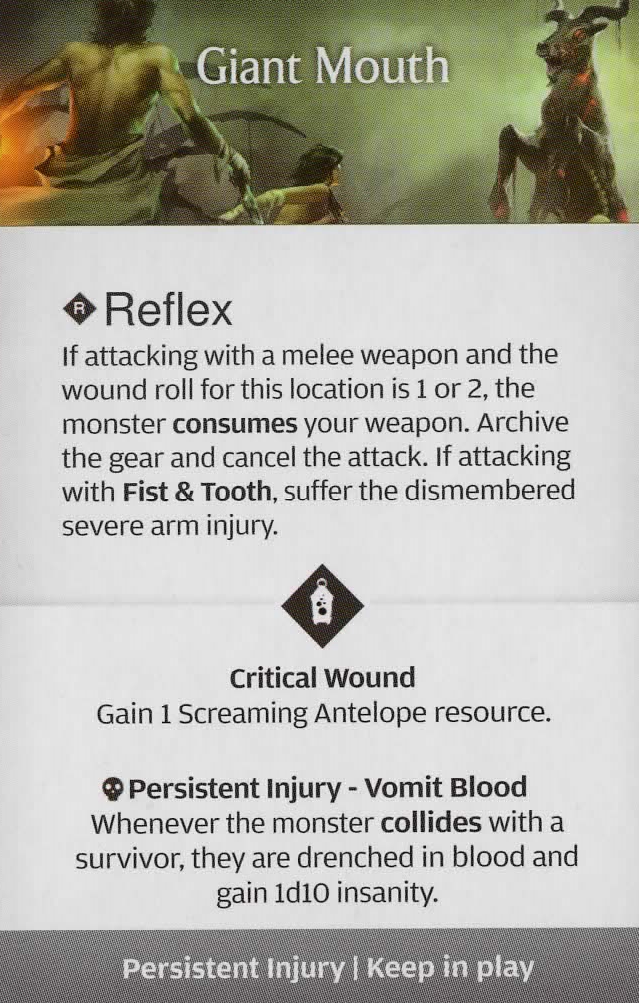 Giant Mouth
R Reflex
If attacking with a melee weapon and the
wound roll for this location is 1 or 2, the
monster consumes your weapon. Archive
the gear and cancel the attack. If attacking
with Fist & Tooth, suffer the dismembered
severe arm injury.
Critical Wound
Gain 1 Screaming Antelope resource.
Persistent Injury - Vomit Blood
Whenever the monster collides with a
survivor, they are drenched in blood and
gain 1d10 insanity.
Persistent Injury | Keep in play